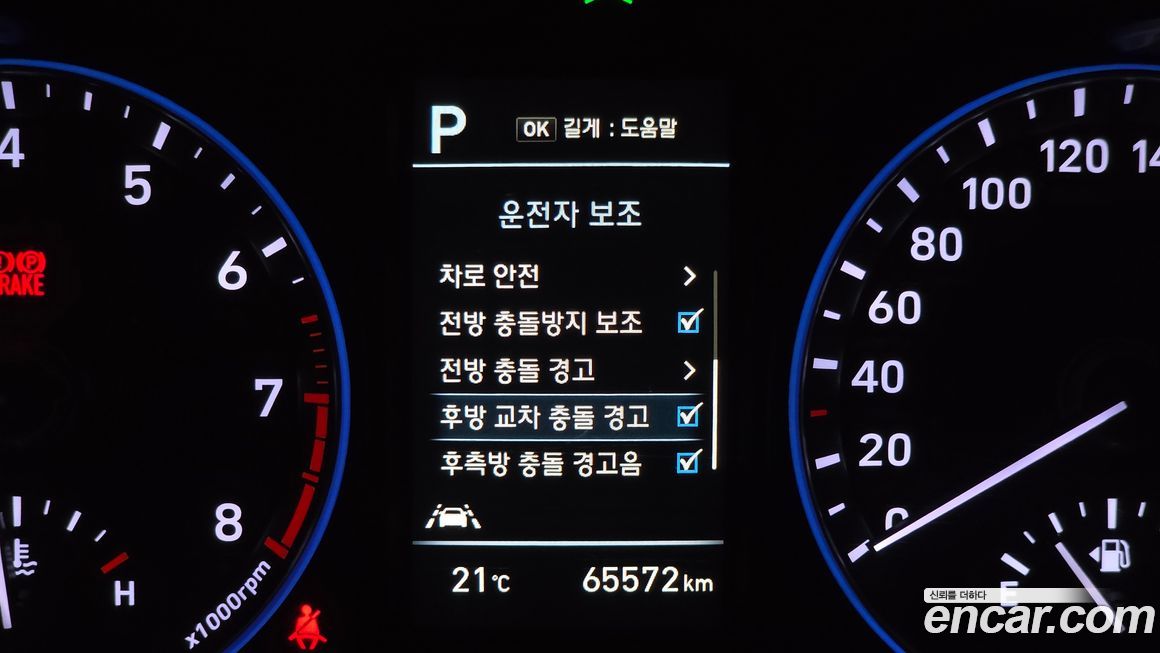 P
OK 길게 : 도움말
운전자 보조
차로 안전
전방 충돌방지 보조
전방 충돌 경고
후방 교차 충돌 경고
후측방 충돌 경고음
21℃ 65572km
4
5
6
7
8
x1000rpm
H
(P)
BRAKE
0
20
40
60
80
100
120
E
신뢰를 더하다
encar.com